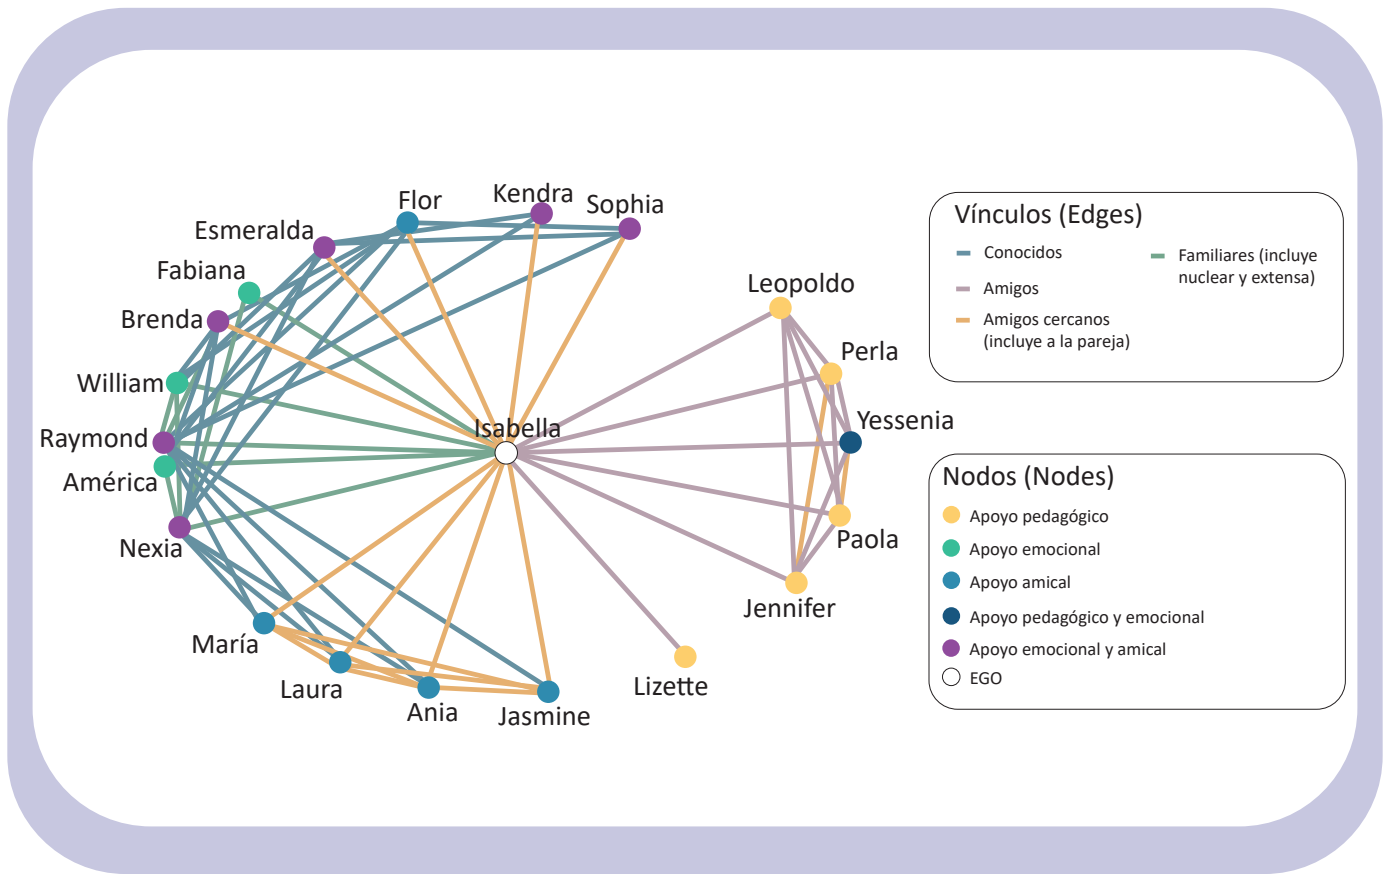 Flor
Kendra
Sophia
Esmeralda
Fabiana
Brenda
William
Raymond
América
Nexia
María
Laura
Ania
Jasmine
Isabella
Lizette
Leopoldo
Perla
Yessenia
Paola
Jennifer
Vínculos (Edges)
Conocidos
Amigos
Amigos cercanos
(incluye a la pareja)
Familiares (incluye
nuclear y extensa)
Nodos (Nodes)
Apoyo pedagógico
Apoyo emocional
Apoyo amical
Apoyo pedagógico y emocional
Apoyo emocional y amical
EGO